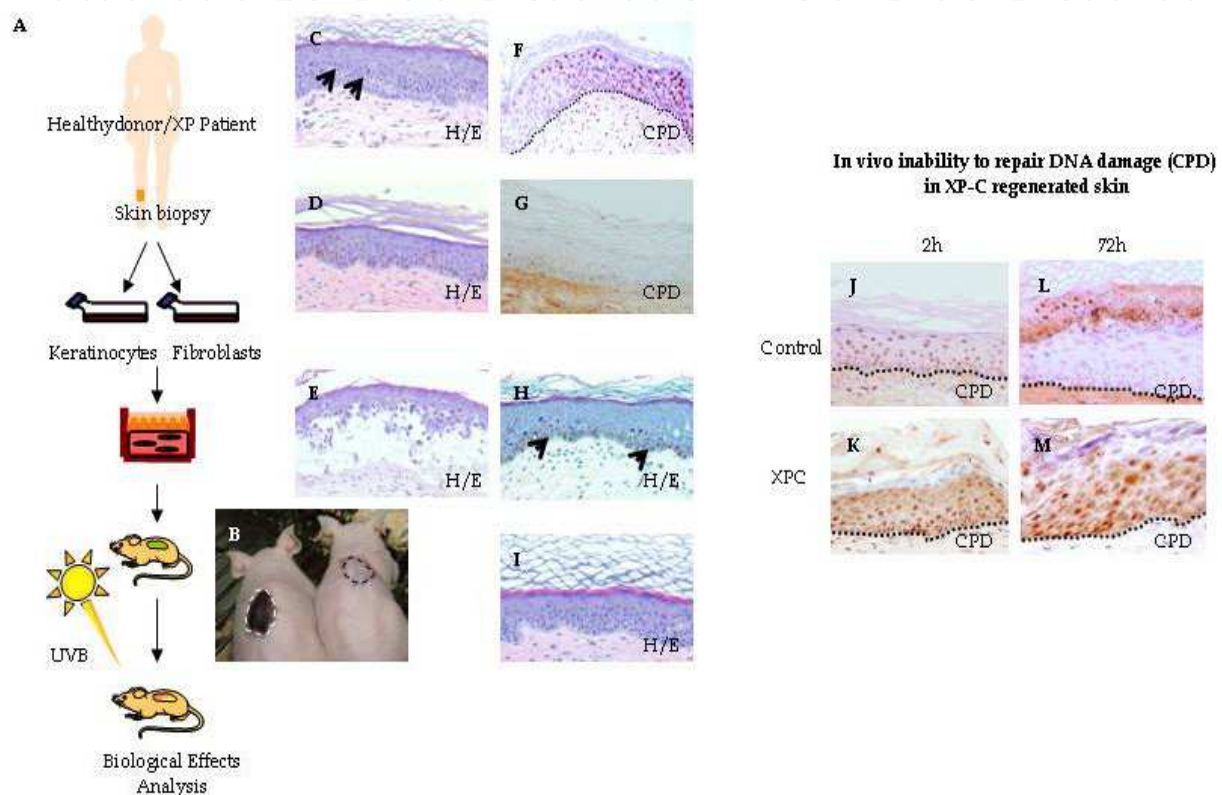 A
Healthydonor/XP Patient
Skin biopsy
Keratinocytes Fibroblasts
UVB
Biological Effects
Analysis
B
C
H/E
D
H/E
E
H/E
F
CPD
G
CPD
H
H/E
I
H/E
In vivo inability to repair DNA damage (CPD)
in XP-C regenerated skin
2h 72h
Control
J
CPD
L
CPD
XPC
K
CPD
M
CPD